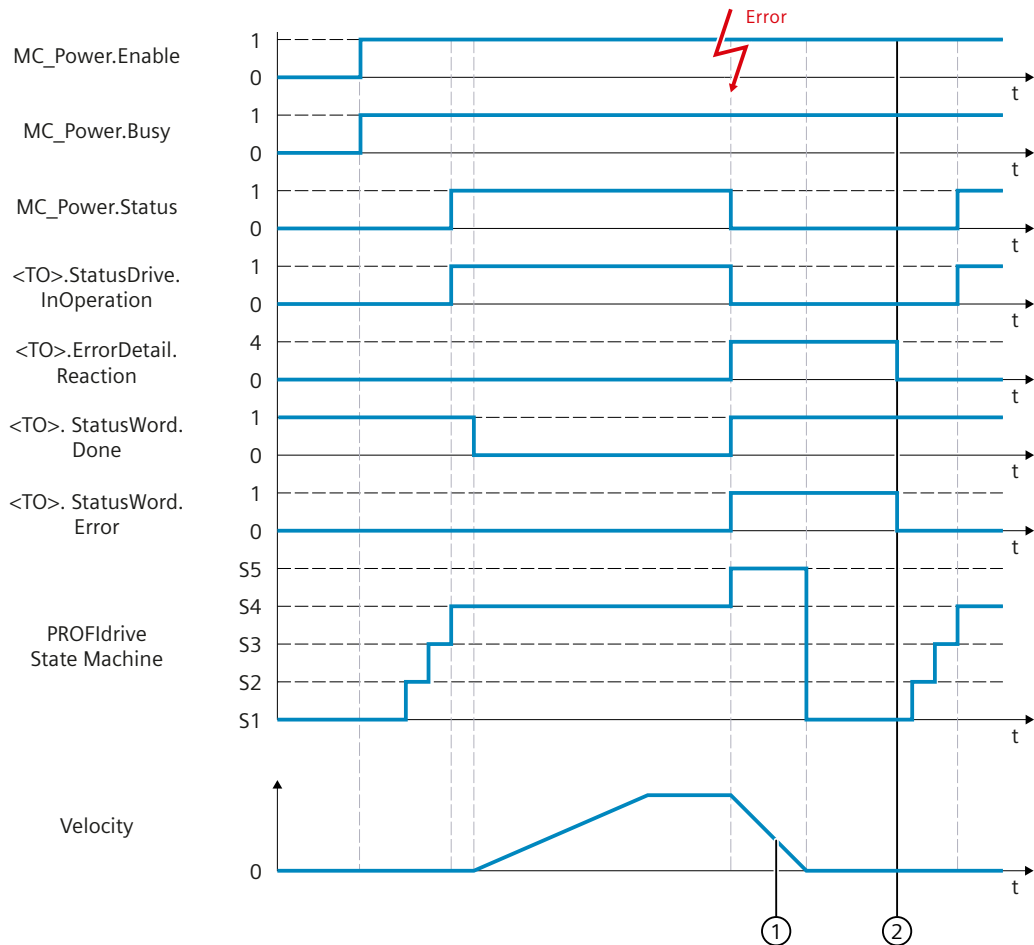 Error
MC_Power.Enable
1
0
t
MC_Power.Busy
1
0
t
MC_Power.Status
1
0
t
<TO>.StatusDrive.
InOperation
1
0
t
<TO>.ErrorDetail.
Reaction
4
0
t
<TO>. StatusWord.
Done
1
0
t
<TO>. StatusWord.
Error
1
0
t
PROFIdrive
State Machine
S5
S4
S3
S2
S1
t
Velocity
0
t
1
2